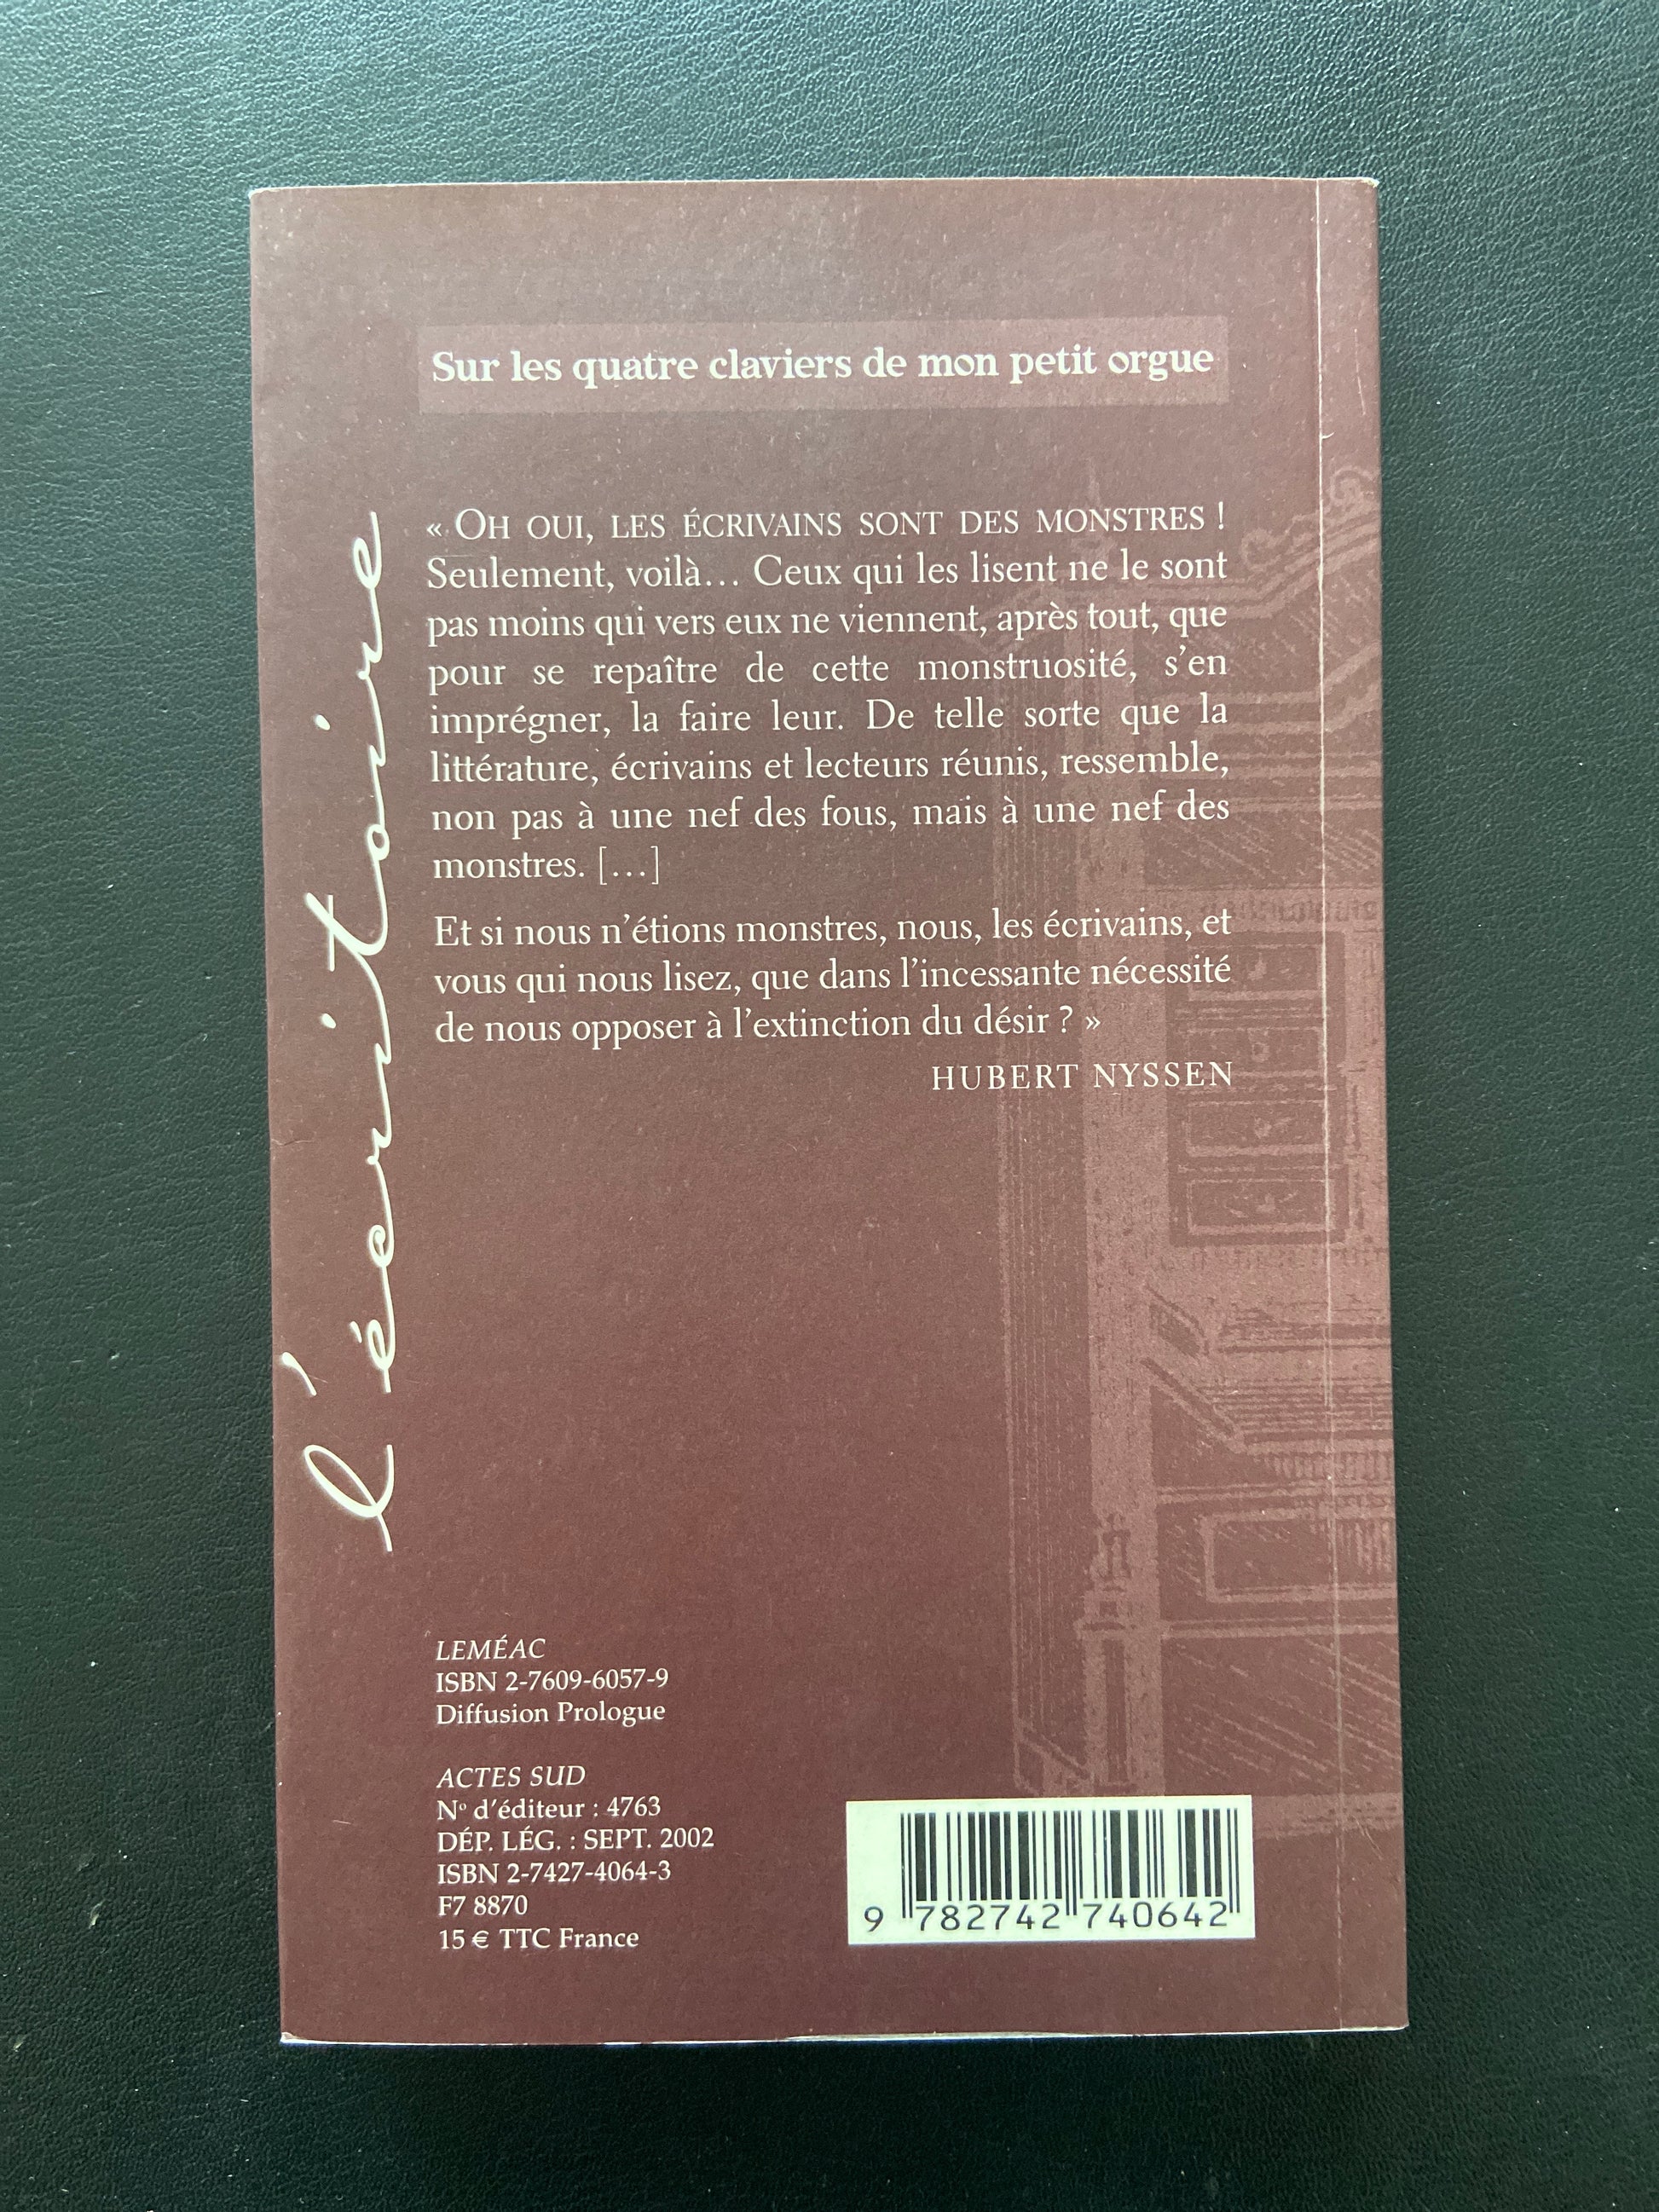 Sur les quatre claviers de mon petit orgue
« OH OUI, LES ÉCRIVAINS SONT DES MONSTRES !
Seulement, voilà… Ceux qui les lisent ne le sont
pas moins qui vers eux ne viennent, après tout, que
pour se repaître de cette monstruosité, s’en
imprégner, la faire leur. De telle sorte que la
littérature, écrivains et lecteurs réunis, ressemble,
non pas à une nef des fous, mais à une nef des
monstres. […]
Et si nous n’étions monstres, nous, les écrivains, et
vous qui nous lisez, que dans l’incessante nécessité
de nous opposer à l’extinction du désir ? »
HUBERT NYSSEN
l’écritoire
LEMÉAC
ISBN 2-7609-6057-9
Diffusion Prologue
ACTES SUD
Nº d’éditeur : 4763
DÉP. LÉG. : SEPT. 2002
ISBN 2-7427-4064-3
F7 8870
15 € TTC France
9 782742 740642